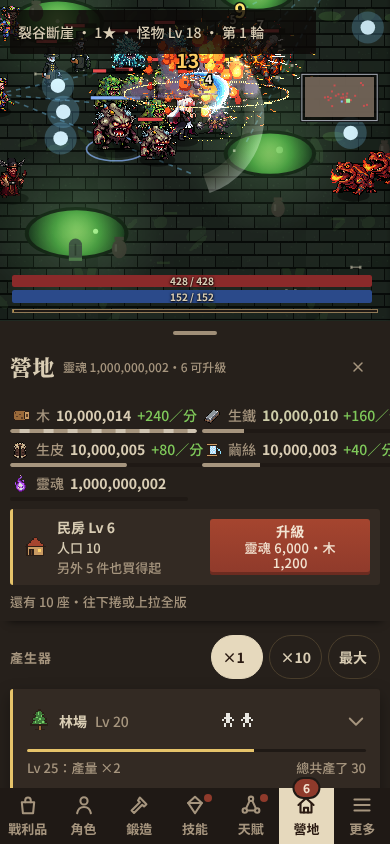 9
裂谷斷崖 • 1★ • 怪物 Lv 18 • 第 1 輪
13
4
428 / 428
152 / 152
營地 靈魂 1,000,000,002・6 可升級
木 10,000,014 +240／分 生鐵 10,000,010 +160／
生皮 10,000,005 +80／分 繭絲 10,000,003 +40／分
靈魂 1,000,000,002
民房 Lv 6
人口 10
另外 5 件也買得起
升級
靈魂 6,000・木
1,200
還有 10 座・往下捲或上拉全版
產生器 ×1 ×10 最大
林場 Lv 20
Lv 25：產量 ×2 總共產了 30
6
戰利品 角色 鍛造 技能 天賦 營地 更多